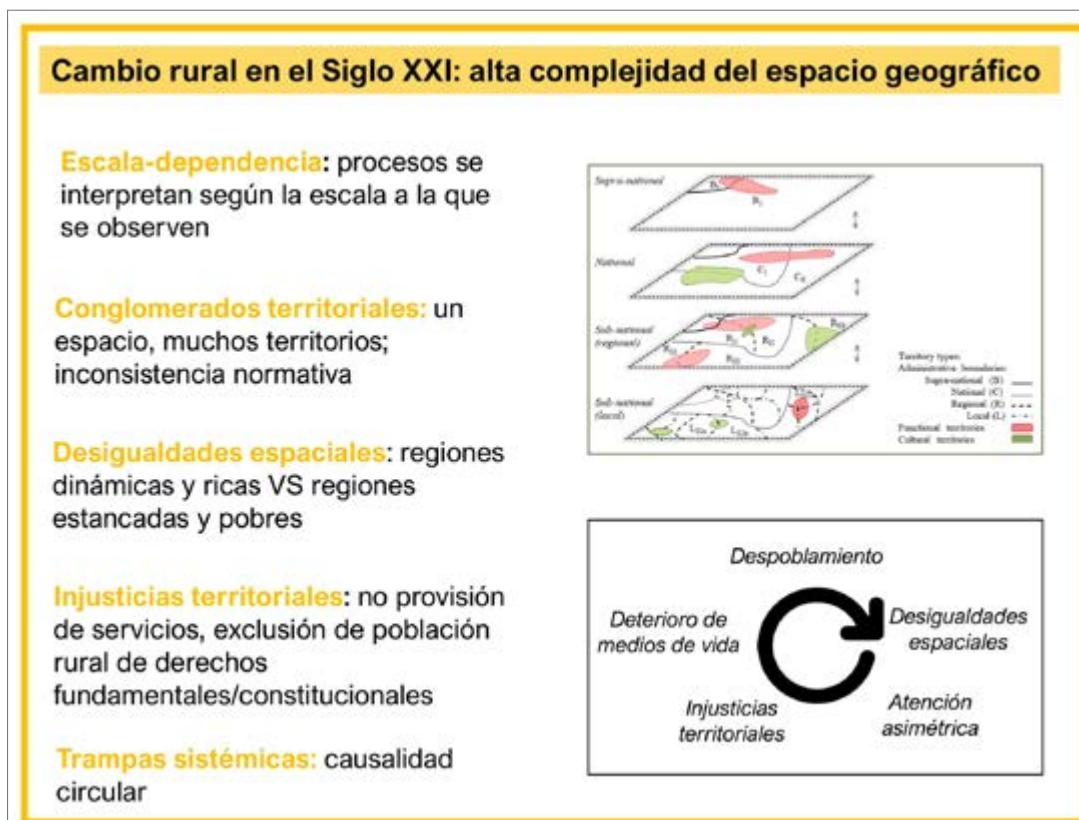 Cambio rural en el Siglo XXI: alta complejidad del espacio geográfico
Escala-dependencia: procesos se
interpretan según la escala a la que
se observen
Conglomerados territoriales: un
espacio, muchos territorios;
inconsistencia normativa
Desigualdades espaciales: regiones
dinámicas y ricas VS regiones
estancadas y pobres
Injusticias territoriales: no provisión
de servicios, exclusión de población
rural de derechos
fundamentales/constitucionales
Trampas sistémicas: causalidad
circular
Supra-national
National
Sub-national
(regional)
Sub-national
(local)
Territory types:
Administrative boundaries:
Supra-national (B)
National (C)
Regional (R)
Local (L)
Functional territories
Cultural territories
Despoblamiento
Deterioro de
medios de vida
Desigualdades
espaciales
Injusticias
territoriales
Atención
asimétrica